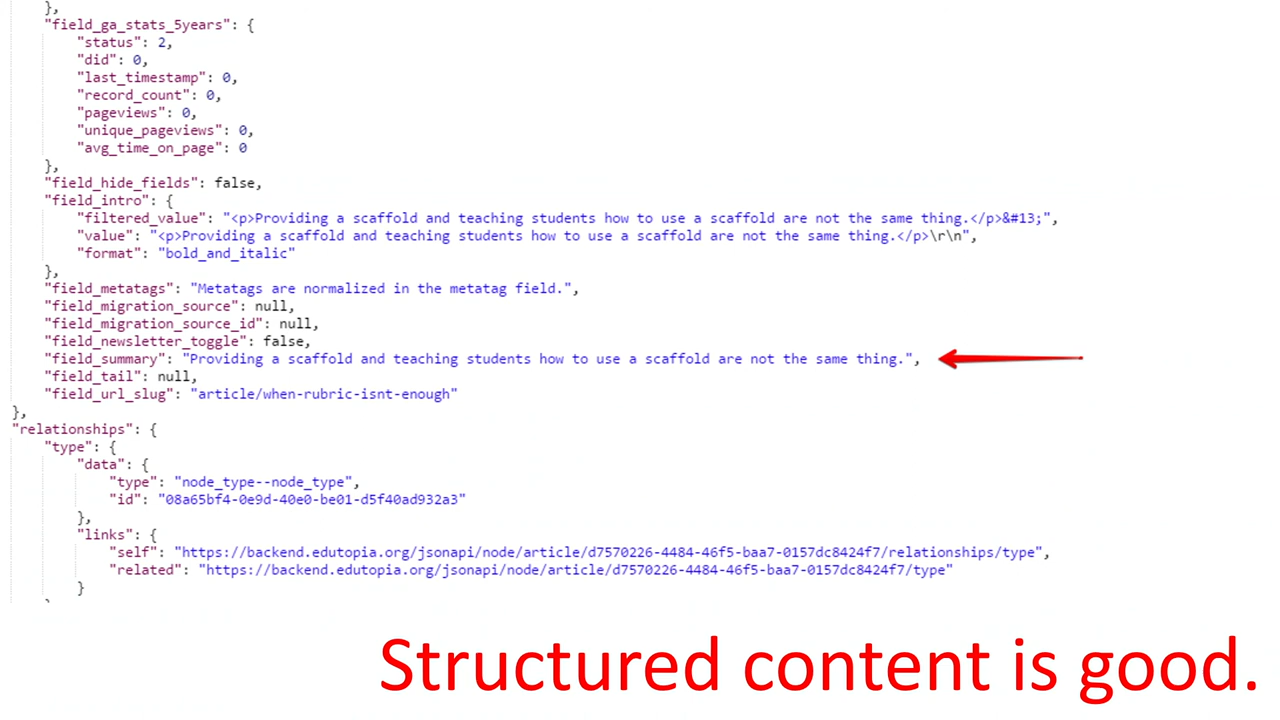 },
"field_ga_stats_5years": {
"status": 2,
"did": 0,
"last_timestamp": 0,
"record_count": 0,
"pageviews": 0,
"unique_pageviews": 0,
"avg_time_on_page": 0
},
"field_hide_fields": false,
"field_intro": {
"filtered_value": "<p>Providing a scaffold and teaching students how to use a scaffold are not the same thing.</p>&#13;",
"value": "<p>Providing a scaffold and teaching students how to use a scaffold are not the same thing.</p>\r\n",
"format": "bold_and_italic"
},
"field_metatags": "Metatags are normalized in the metatag field.",
"field_migration_source": null,
"field_migration_source_id": null,
"field_newsletter_toggle": false,
"field_summary": "Providing a scaffold and teaching students how to use a scaffold are not the same thing.",
"field_tail": null,
"field_url_slug": "article/when-rubric-isnt-enough"
},
"relationships": {
"type": {
"data": {
"type": "node_type--node_type",
"id": "08a65bf4-0e9d-40e0-be01-d5f40ad932a3"
},
"links": {
"self": "https://backend.edutopia.org/jsonapi/node/article/d7570226-4484-46f5-baa7-0157dc8424f7/relationships/type",
"related": "https://backend.edutopia.org/jsonapi/node/article/d7570226-4484-46f5-baa7-0157dc8424f7/type"
}
Structured content is good.